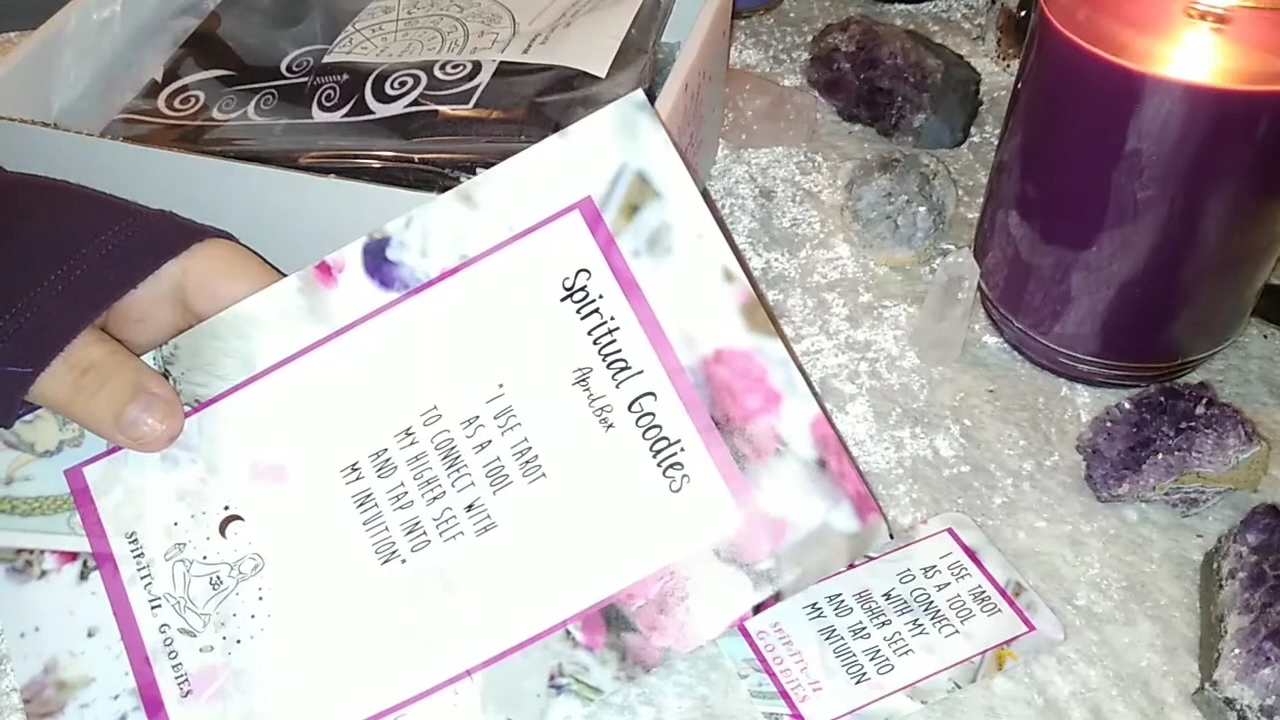 Spiritual Goodies
April Box
"I USE TAROT
AS A TOOL
TO CONNECT WITH
MY HIGHER SELF
AND TAP INTO
MY INTUITION"
SPIRITUAL GOODIES
I USE TAROT
AS A TOOL
TO CONNECT
WITH MY
HIGHER SELF
AND TAP INTO
MY INTUITION
SPIRITUAL
GOODIES